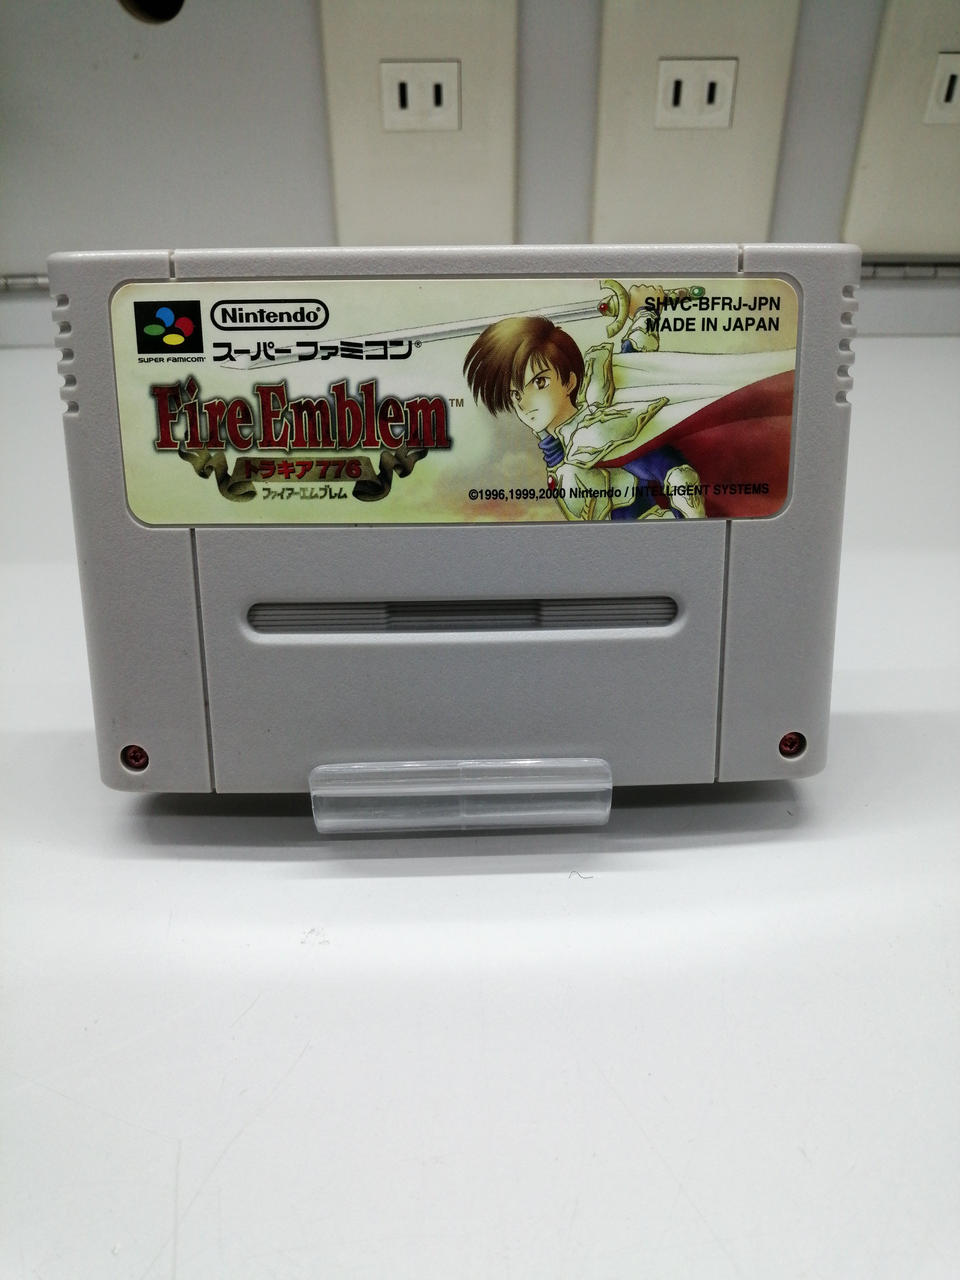 SUPER FAMICOM
Nintendo®
スーパーファミコン®
SHVC-BFRJ-JPN
MADE IN JAPAN
Fire Emblem™
トラキア776
ファイアーエムブレム
©1996,1999,2000 Nintendo / INTELLIGENT SYSTEMS